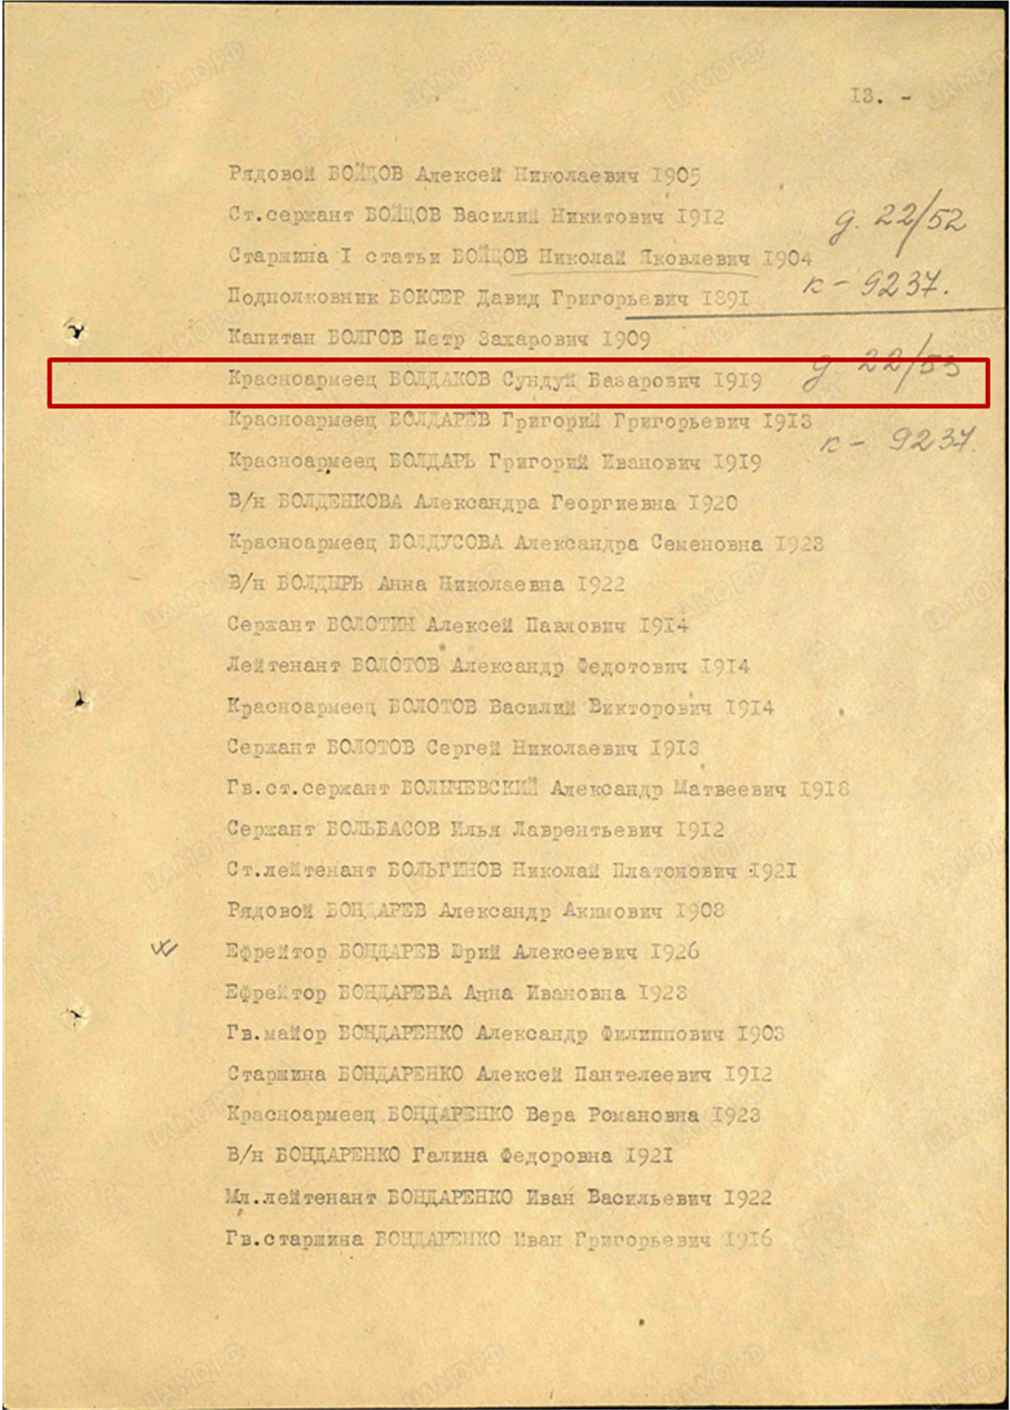 13. -
Рядовой БОЙЦОВ Алексей Николаевич 1905
Ст.сержант БОЙЦОВ Василий Никитович 1912
д. 22/52
Старшина I статьи БОЙЦОВ Николай Яковлевич 1904
к - 9237.
Подполковник БОКСЕР Давид Григорьевич 1891
Капитан БОЛГОВ Петр Захарович 1909
д 22/53
Красноармеец БОЛДАКОВ Сундуй Базарович 1919
Красноармеец БОЛДАРЕВ Григорий Григорьевич 1913
к - 9237.
Красноармеец БОЛДАРЬ Григорий Иванович 1919
В/н БОЛДЕНКОВА Александра Георгиевна 1920
Красноармеец БОЛДУСОВА Александра Семеновна 1923
В/н БОЛДЫРЬ Анна Николаевна 1922
Сержант БОЛОТИН Алексей Павлович 1914
Лейтенант БОЛОТОВ Александр Федотович 1914
Красноармеец БОЛОТОВ Василий Викторович 1914
Сержант БОЛОТОВ Сергей Николаевич 1913
Гв.ст.сержант Александр Матвеевич 1918
Сержант БОЛЬБАСОВ Илья Лаврентьевич 1912
Ст.лейтенант БОЛЬГИНОВ Николай Платонович 1921
Рядовой БОНДАРЕВ Александр Акимович 1908
Ефрейтор БОНДАРЕВ Юрий Алексеевич 1926
Ефрейтор БОНДАРЕВА Анна Ивановна 1923
Гв.майор БОНДАРЕНКО Александр Филиппович 1903
Старшина БОНДАРЕНКО Алексей Пантелеевич 1912
Красноармеец БОНДАРЕНКО Вера Романовна 1923
В/н БОНДАРЕНКО Галина Федоровна 1921
Мл.лейтенант БОНДАРЕНКО Иван Васильевич 1922
Гв.старшина БОНДАРЕНКО Иван Григорьевич 1916